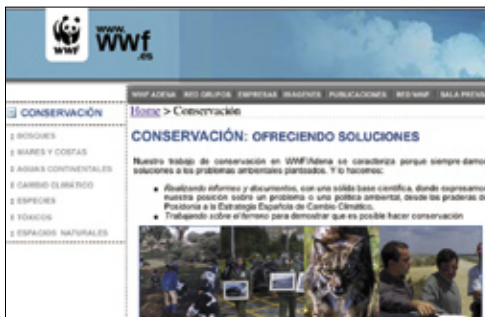 WWF
www.
wwf
.es
WWF ADENA RED GRUPOS EMPRESAS IMAGENES PUBLICACIONES RED WWF SALA PRENS
CONSERVACIÓN
Home > Conservación
BOSQUES
MARES Y COSTAS
AGUAS CONTINENTALES
CAMBIO CLIMÁTICO
ESPECIES
TÓXICOS
ESPACIOS NATURALES
CONSERVACIÓN: OFRECIENDO SOLUCIONES
Nuestro trabajo de conservación en WWF/Adena se caracteriza porque siempre damos
soluciones a los problemas ambientales planteados. Y lo hacemos:
Realizando informes y documentos, con una sólida base científica, donde expresamos
nuestra posición sobre un problema o una política ambiental, desde las praderas de
Posidonia a la Estrategia Española de Cambio Climático.
Trabajando sobre el terreno para demostrar que es posible hacer conservación